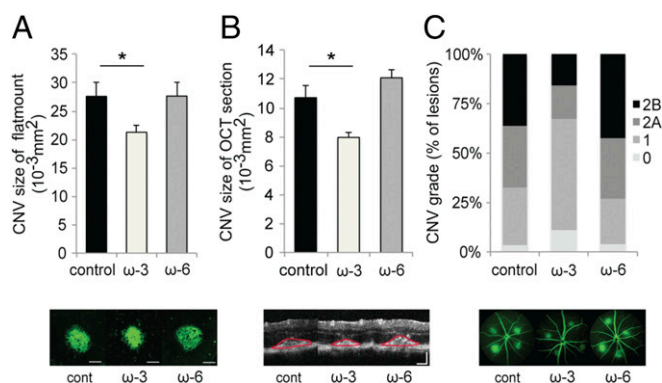 A
CNV size of flatmount
(10-3mm2)
35
30
25
20
15
10
5
0
*
control ω-3 ω-6
cont ω-3 ω-6
B
CNV size of OCT section
(10-3mm2)
14
12
10
8
6
4
2
0
*
control ω-3 ω-6
cont ω-3 ω-6
C
CNV grade (% of lesions)
100%
75%
50%
25%
0%
2B
2A
1
0
control ω-3 ω-6
cont ω-3 ω-6